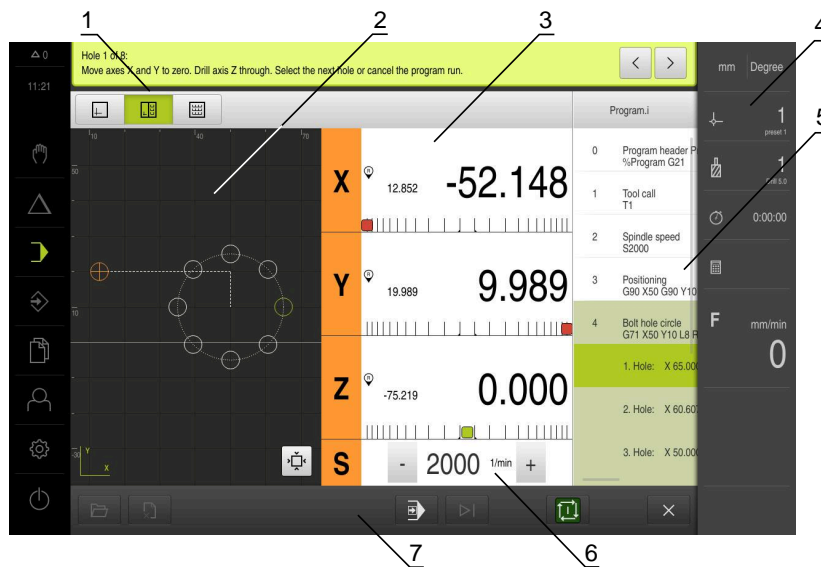 1
2
3
4
5
6
7
0
11:21
Hole 1 of 8:
Move axes X and Y to zero. Drill axis Z through. Select the next hole or cancel the program run.
mm Degree
1
preset 1
1
0:00:00
F mm/min
0
Program.i
0 Program header
%Program G21
1 Tool call
T1
2 Spindle speed
S2000
3 Positioning
G90 X50 G90 Y10
4 Bolt hole circle
G71 X50 Y10 L8
1. Hole: X 65.00
2. Hole: X 60.607
3. Hole: X 50.00
X R 12.852 -52.148
Y R 19.989 9.989
Z R -75.219 0.000
S - 2000 1/min +
10 40 70
50
10
-30
Y
X